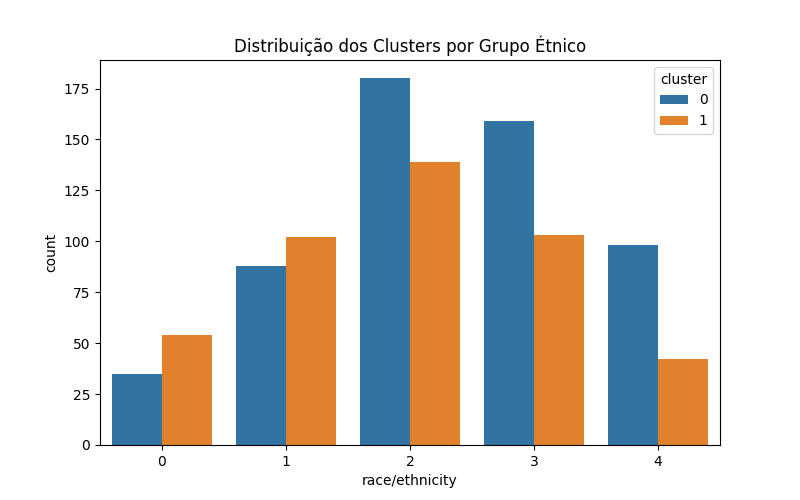 Distribuição dos Clusters por Grupo Étnico
cluster
0
1
175
150
125
100
75
50
25
0
count
0 1 2 3 4
race/ethnicity